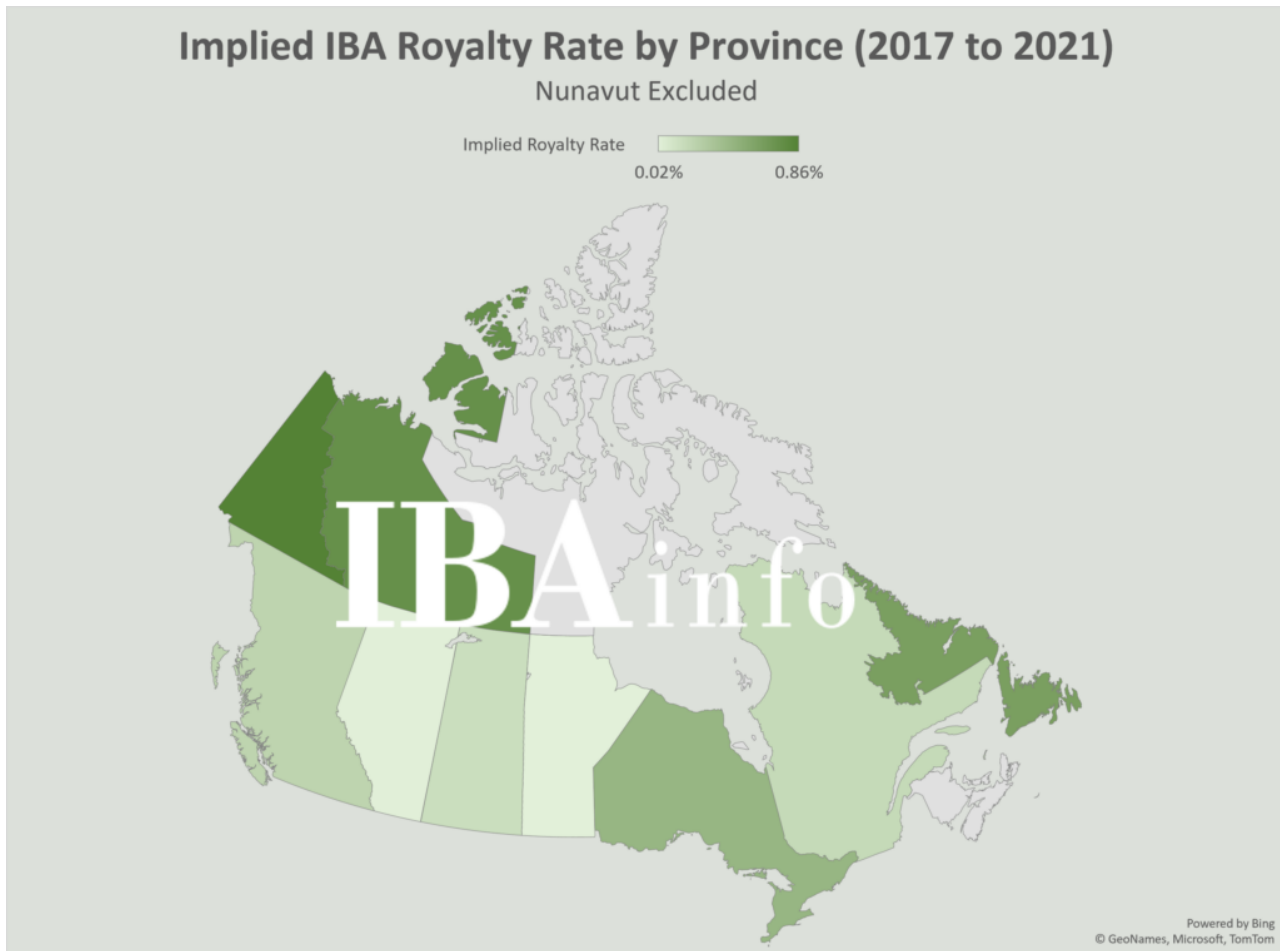 Implied IBA Royalty Rate by Province (2017 to 2021)
Nunavut Excluded
Implied Royalty Rate
0.02% 0.86%
IBAinfo
Powered by Bing
© GeoNames, Microsoft, TomTom